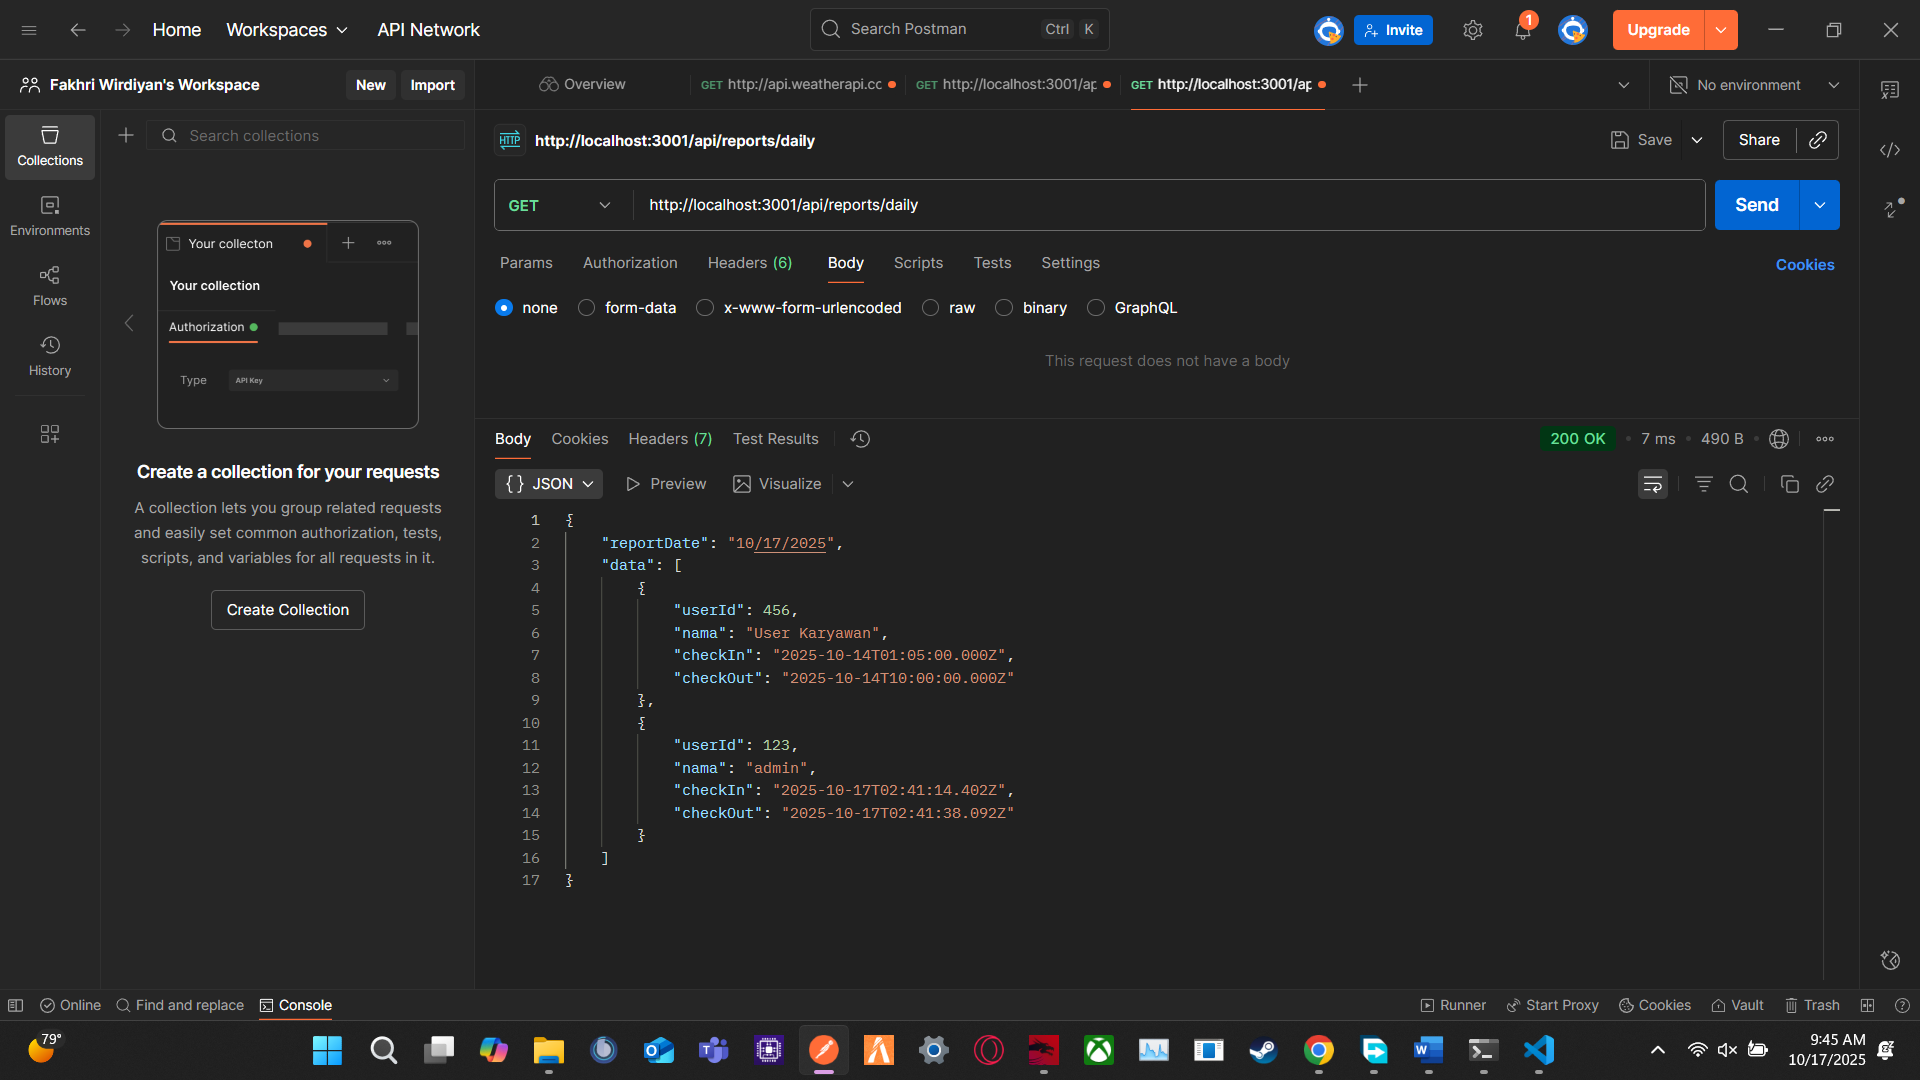 Home
Workspaces
API Network
Search Postman
Ctrl
K
Invite
1
Upgrade
Fakhri Wirdiyan's Workspace
New
Import
Overview
GET http://api.weatherapi.cc
GET http://localhost:3001/ap
GET http://localhost:3001/ap
No environment
Collections
Environments
Flows
History
Search collections
Your collecton
Your collection
Authorization
Type
API Key
Create a collection for your requests
A collection lets you group related requests
and easily set common authorization, tests,
scripts, and variables for all requests in it.
Create Collection
HTTP
http://localhost:3001/api/reports/daily
Save
Share
GET
http://localhost:3001/api/reports/daily
Send
Params
Authorization
Headers (6)
Body
Scripts
Tests
Settings
Cookies
none
form-data
x-www-form-urlencoded
raw
binary
GraphQL
This request does not have a body
Body
Cookies
Headers (7)
Test Results
200 OK
7 ms
490 B
{} JSON
Preview
Visualize
1 {
2 "reportDate": "10/17/2025",
3 "data": [
4 {
5 "userId": 456,
6 "nama": "User Karyawan",
7 "checkIn": "2025-10-14T01:05:00.000Z",
8 "checkOut": "2025-10-14T10:00:00.000Z"
9 },
10 {
11 "userId": 123,
12 "nama": "admin",
13 "checkIn": "2025-10-17T02:41:14.402Z",
14 "checkOut": "2025-10-17T02:41:38.092Z"
15 }
16 ]
17 }
Online
Find and replace
Console
Runner
Start Proxy
Cookies
Vault
Trash
79°
9:45 AM
10/17/2025